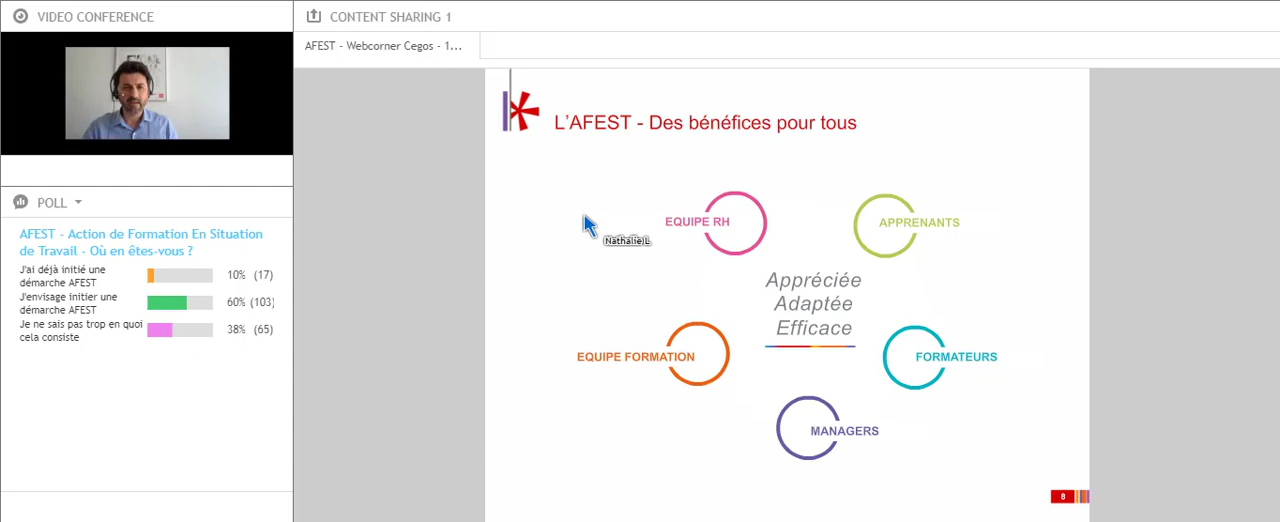 VIDEO CONFERENCE
CONTENT SHARING 1
AFEST - Webcorner Cegos - 1...
POLL
AFEST - Action de Formation En Situation
de Travail - Où en êtes-vous ?
J'ai déjà initié une
démarche AFEST
10% (17)
J'envisage initier une
démarche AFEST
60% (103)
Je ne sais pas trop en quoi
cela consiste
38% (65)
L'AFEST - Des bénéfices pour tous
EQUIPE RH
APPRENANTS
Nathalie L
Appréciée
Adaptée
Efficace
EQUIPE FORMATION
FORMATEURS
MANAGERS
8